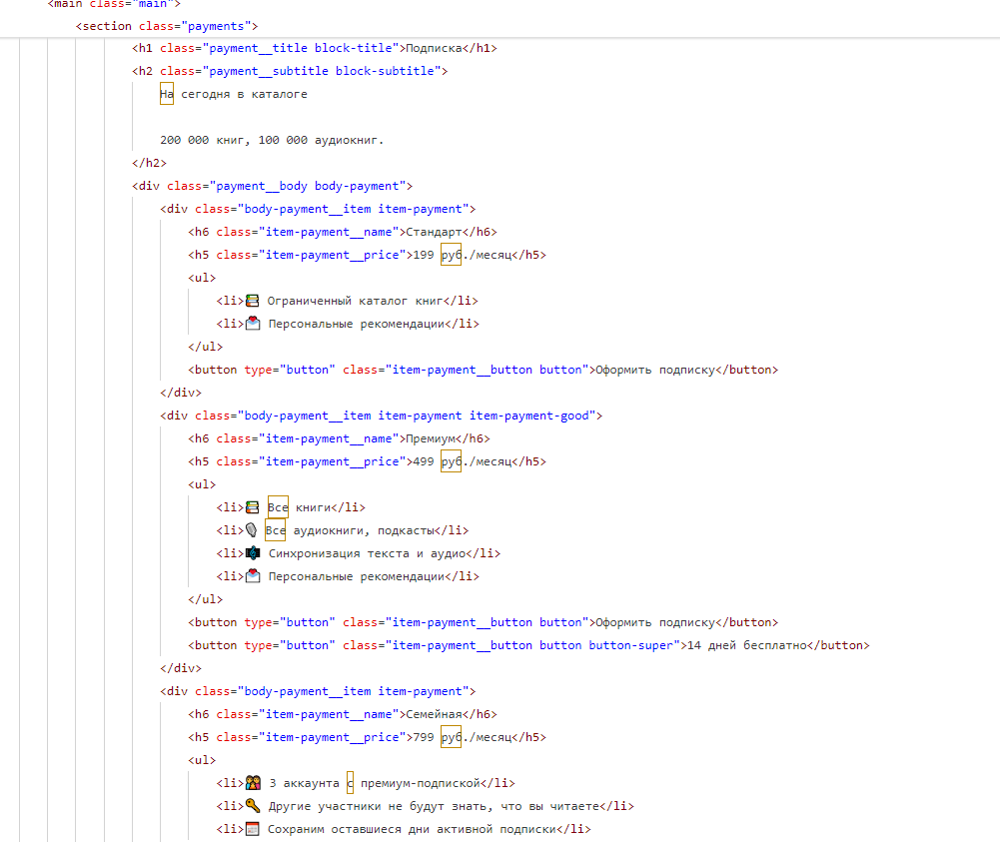 <main class="main">
<section class="payments">
<h1 class="payment__title block-title">Подписка</h1>
<h2 class="payment__subtitle block-subtitle">
На сегодня в каталоге
200 000 книг, 100 000 аудиокниг.
</h2>
<div class="payment__body body-payment">
<div class="body-payment__item item-payment">
<h6 class="item-payment__name">Стандарт</h6>
<h5 class="item-payment__price">199 руб./месяц</h5>
<ul>
<li>📚 Ограниченный каталог книг</li>
<li>💌 Персональные рекомендации</li>
</ul>
<button type="button" class="item-payment__button button">Оформить подписку</button>
</div>
<div class="body-payment__item item-payment item-payment-good">
<h6 class="item-payment__name">Премиум</h6>
<h5 class="item-payment__price">499 руб./месяц</h5>
<ul>
<li>📚 Все книги</li>
<li>🎙 Все аудиокниги, подкасты</li>
<li>🎼 Синхронизация текста и аудио</li>
<li>💌 Персональные рекомендации</li>
</ul>
<button type="button" class="item-payment__button button">Оформить подписку</button>
<button type="button" class="item-payment__button button button-super">14 дней бесплатно</button>
</div>
<div class="body-payment__item item-payment">
<h6 class="item-payment__name">Семейная</h6>
<h5 class="item-payment__price">799 руб./месяц</h5>
<ul>
<li>👫 3 аккаунта с премиум-подпиской</li>
<li>🔑 Другие участники не будут знать, что вы читаете</li>
<li>📅 Сохраним оставшиеся дни активной подписки</li>